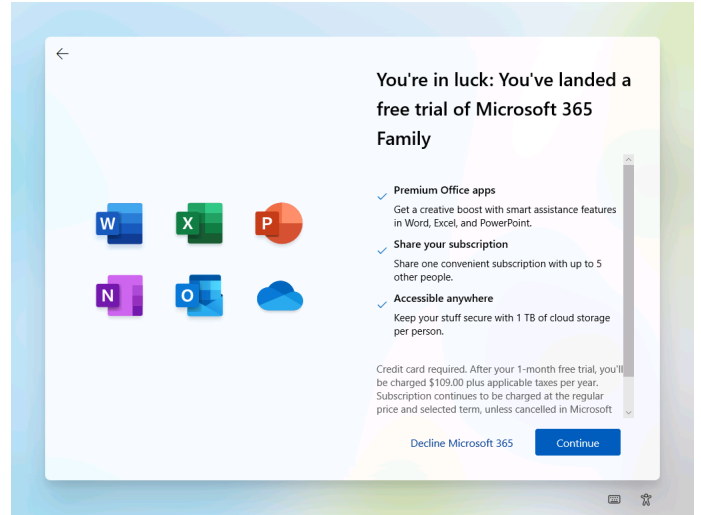 You're in luck: You've landed a
free trial of Microsoft 365
Family
Premium Office apps
Get a creative boost with smart assistance features
in Word, Excel, and PowerPoint.
Share your subscription
Share one convenient subscription with up to 5
other people.
Accessible anywhere
Keep your stuff secure with 1 TB of cloud storage
per person.
Credit card required. After your 1-month free trial, you'll
be charged $109.00 plus applicable taxes per year.
Subscription continues to be charged at the regular
price and selected term, unless cancelled in Microsoft
Decline Microsoft 365
Continue
W
X
P
N
O